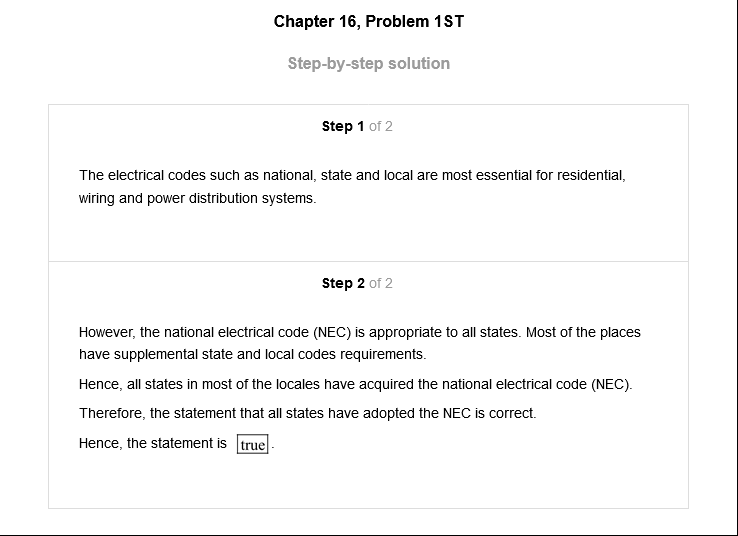 Chapter 16, Problem 1ST
Step-by-step solution
Step 1 of 2
The electrical codes such as national, state and local are most essential for residential,
wiring and power distribution systems.
Step 2 of 2
However, the national electrical code (NEC) is appropriate to all states. Most of the places
have supplemental state and local codes requirements.
Hence, all states in most of the locales have acquired the national electrical code (NEC).
Therefore, the statement that all states have adopted the NEC is correct.
Hence, the statement is true.